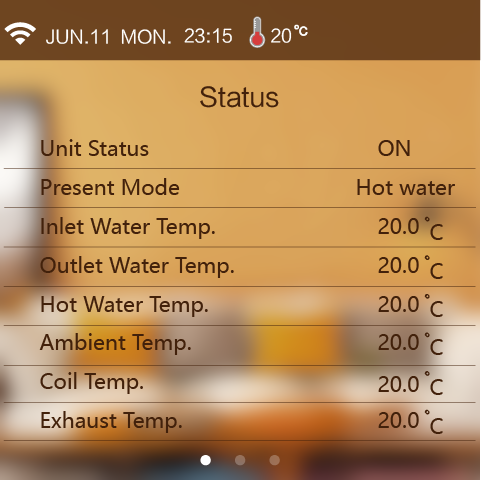 JUN.11 MON. 23:15 20℃
Status
Unit Status ON
Present Mode Hot water
Inlet Water Temp. 20.0℃
Outlet Water Temp. 20.0℃
Hot Water Temp. 20.0℃
Ambient Temp. 20.0℃
Coil Temp. 20.0℃
Exhaust Temp. 20.0℃